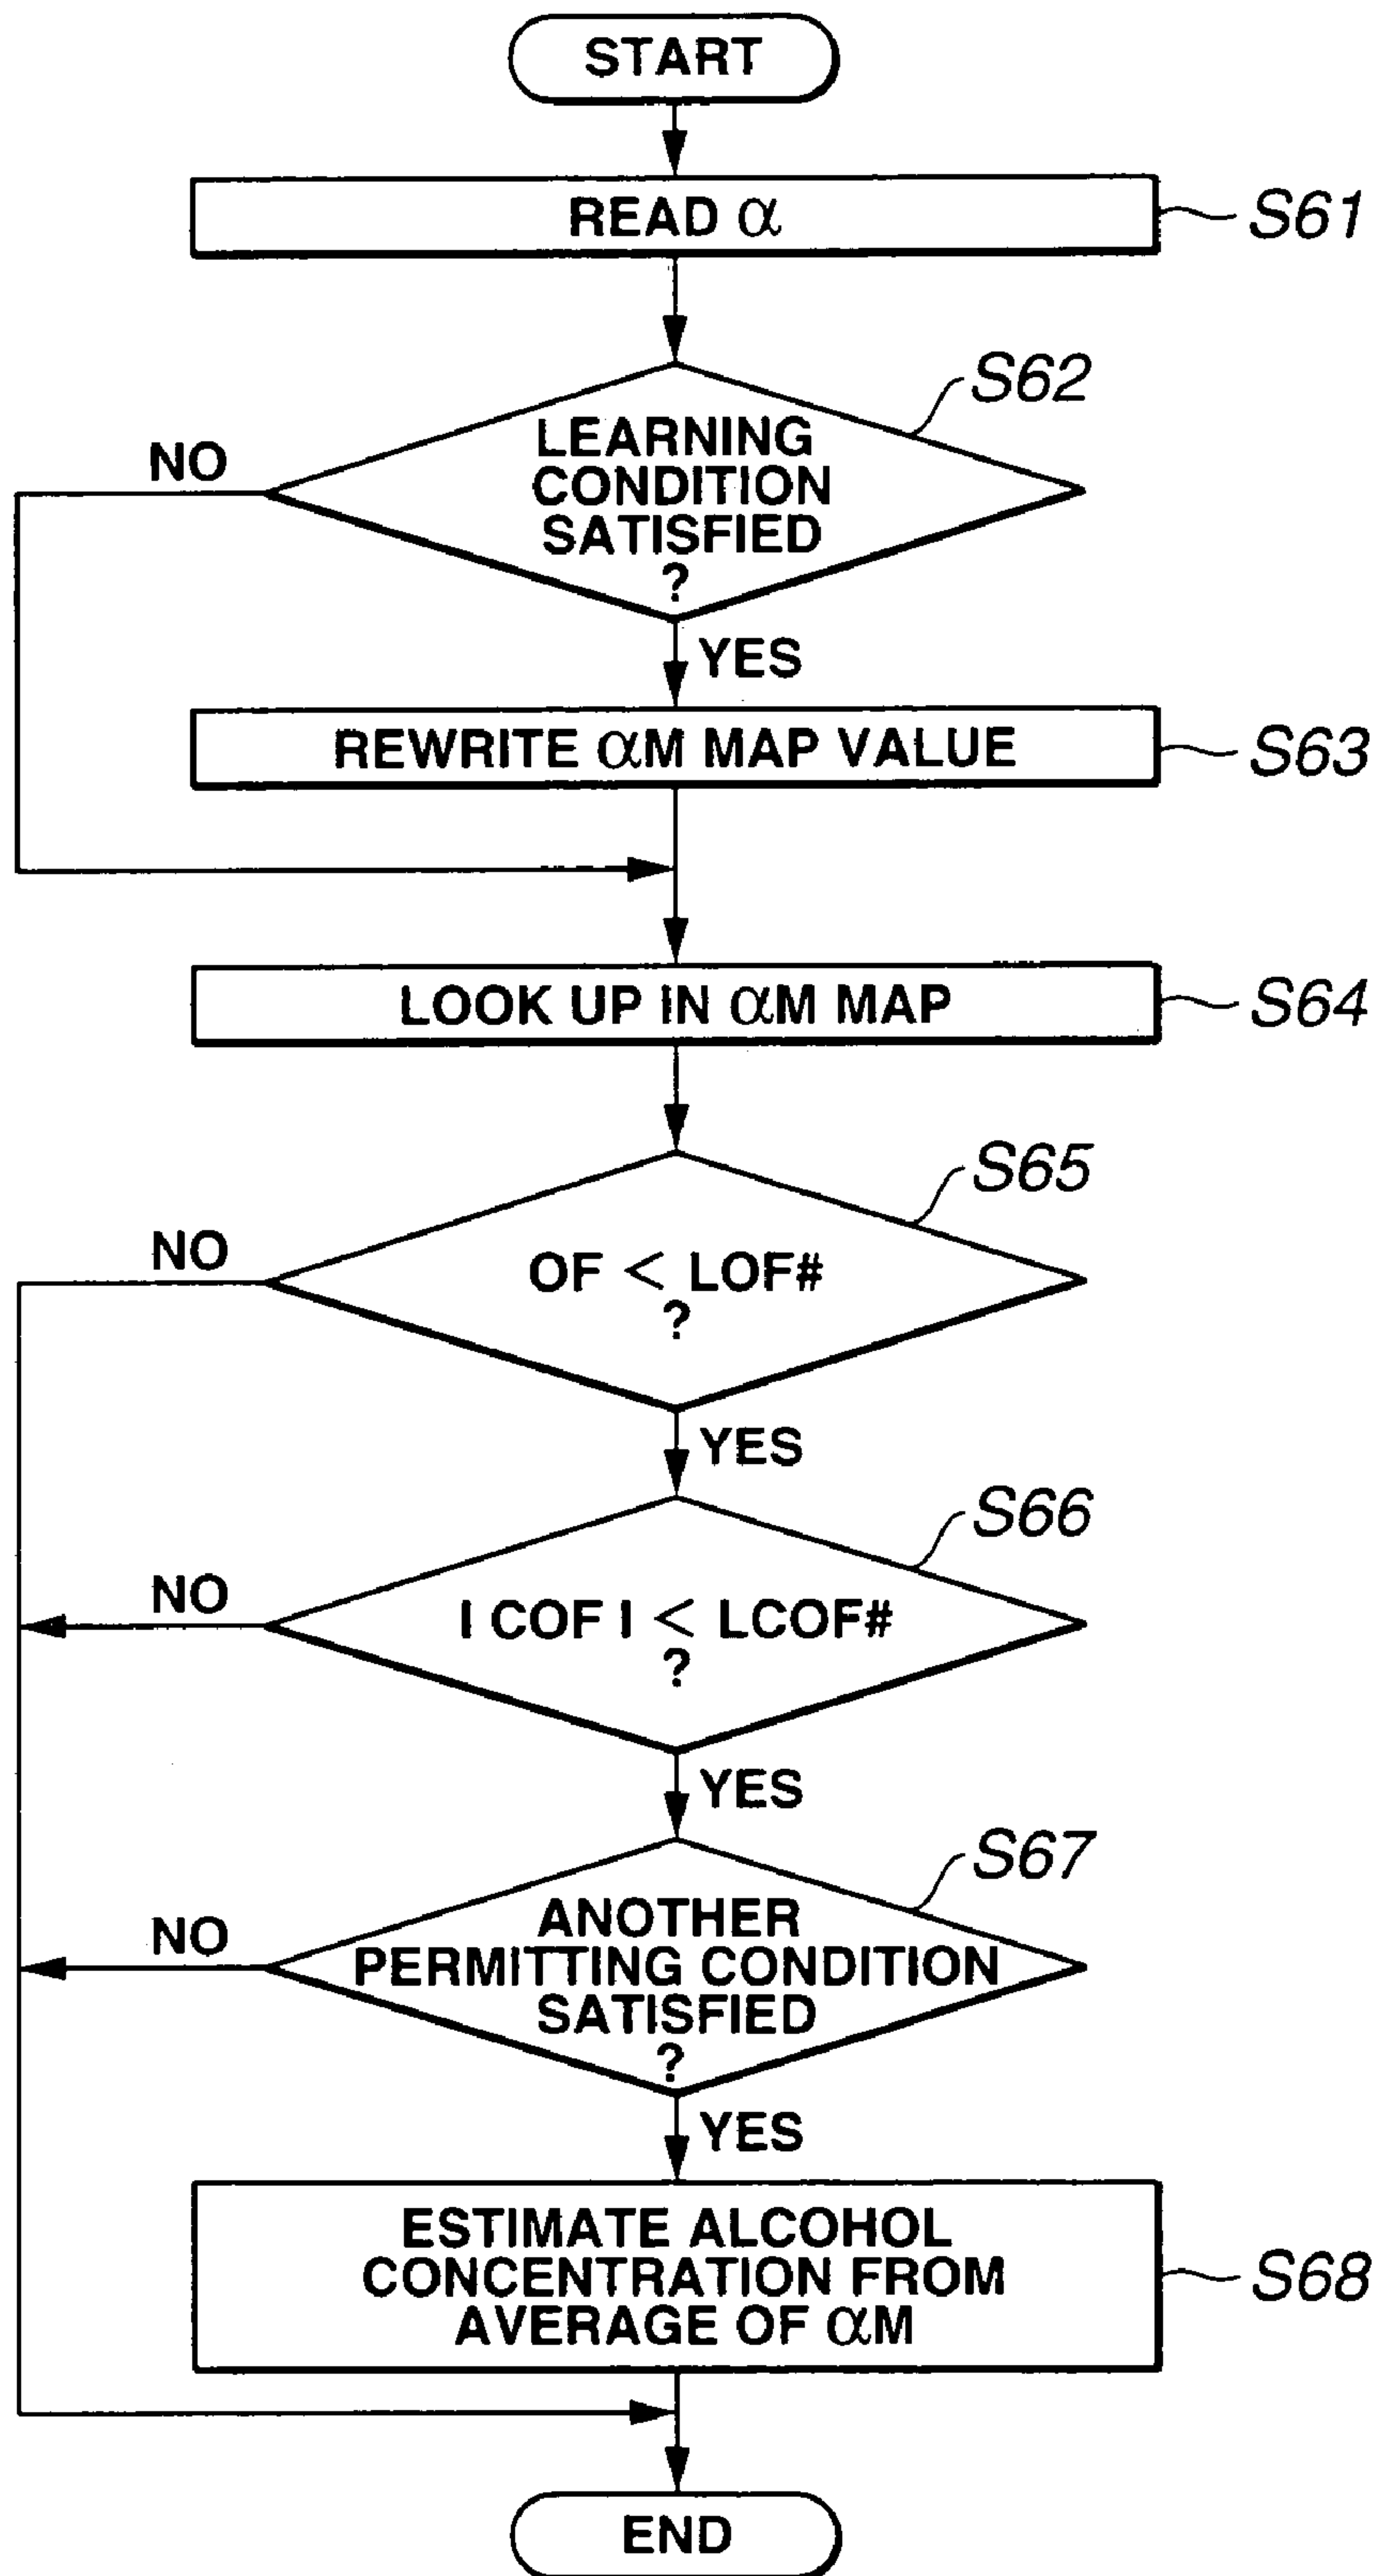 START
READ α
S61
S62
LEARNING
CONDITION
SATISFIED
?
NO
YES
REWRITE αM MAP VALUE
S63
LOOK UP IN αM MAP
S64
S65
NO
OF < LOF#
?
YES
S66
NO
I COF I < LCOF#
?
YES
S67
ANOTHER
NO
PERMITTING CONDITION
SATISFIED
?
YES
ESTIMATE ALCOHOL
CONCENTRATION FROM
AVERAGE OF αM
S68
END